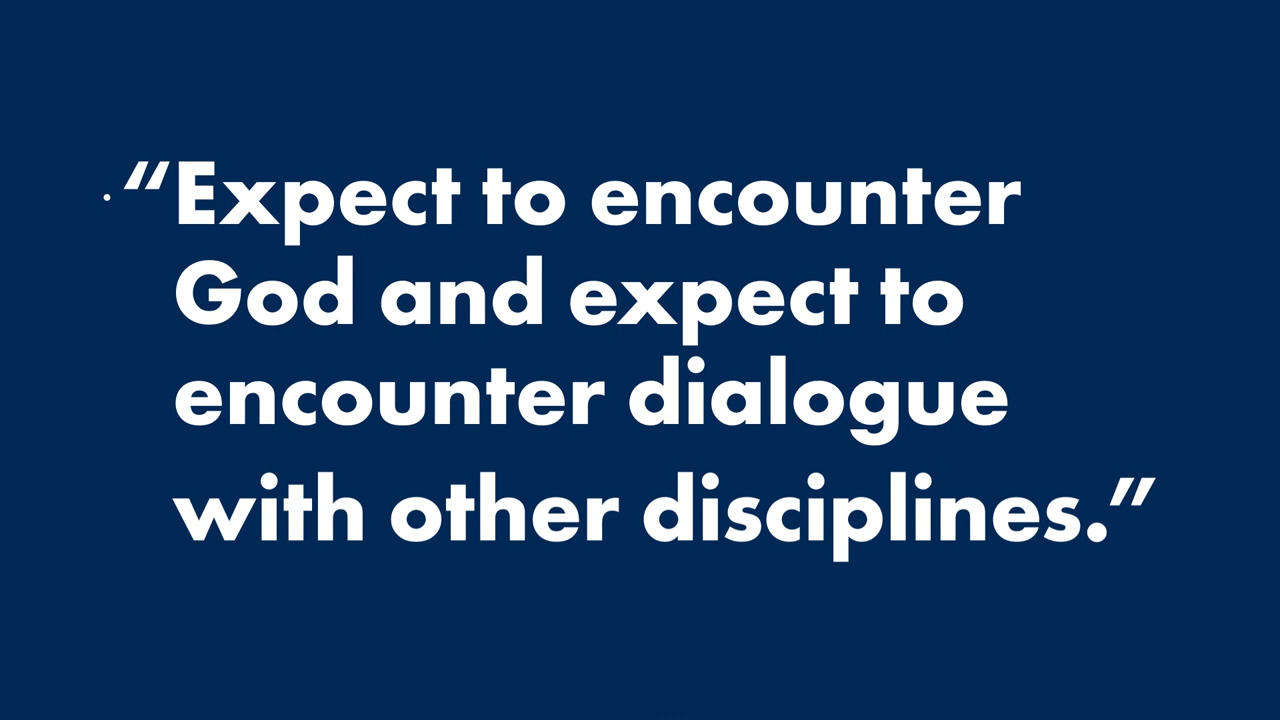 · “Expect to encounter
God and expect to
encounter dialogue
with other disciplines.”